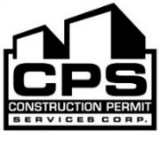 CPS
CONSTRUCTION PERMIT
SERVICES CORP.